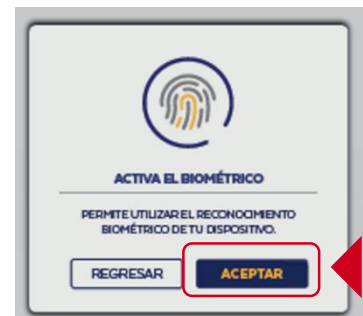 ACTIVA EL BIOMÉTRICO
PERMITE UTILIZAR EL RECONOCIMIENTO
BIOMÉTRICO DE TU DISPOSITIVO.
REGRESAR ACEPTAR